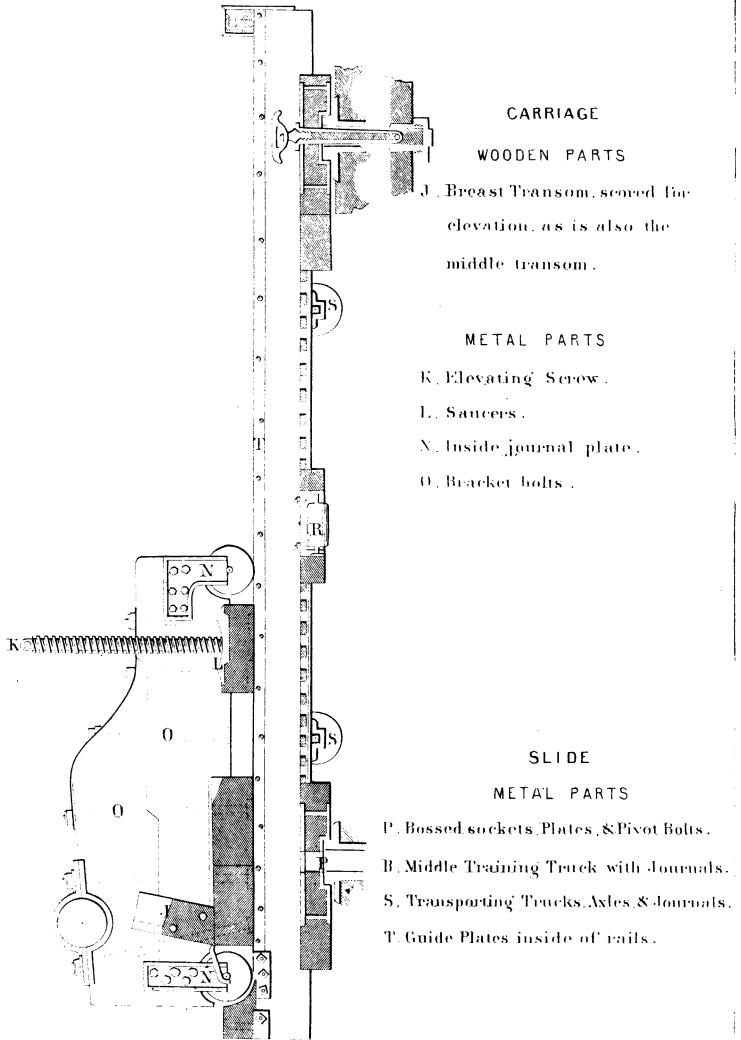 CARRIAGE
WOODEN PARTS
J. Breast Transom, scored for
elevation, as is also the
middle transom.
METAL PARTS
K. Elevating Screw.
L. Saucers.
N. Inside journal plate.
O. Bracket bolts.
S
T
R
N
K
L
O
S
O
P
J
N
SLIDE
METAL PARTS
P. Bossed sockets, Plates, & Pivot Bolts.
R. Middle Training Truck with Journals.
S. Transporting Trucks, Axles, & Journals.
T. Guide Plates inside of rails.